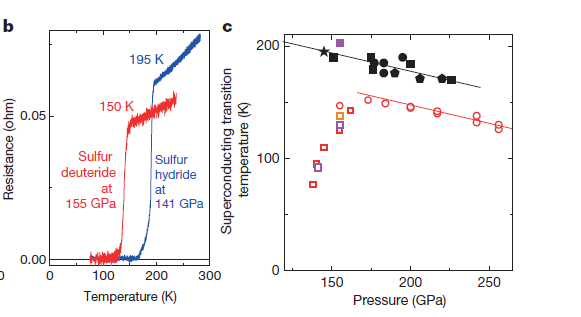 b
Resistance (ohm)
0.05
0.00
195 K
150 K
Sulfur
deuteride
at
155 GPa
Sulfur
hydride
at
141 GPa
0
0
100
200
300
Temperature (K)
c
Superconducting transition
temperature (K)
200
100
0
150
200
250
Pressure (GPa)